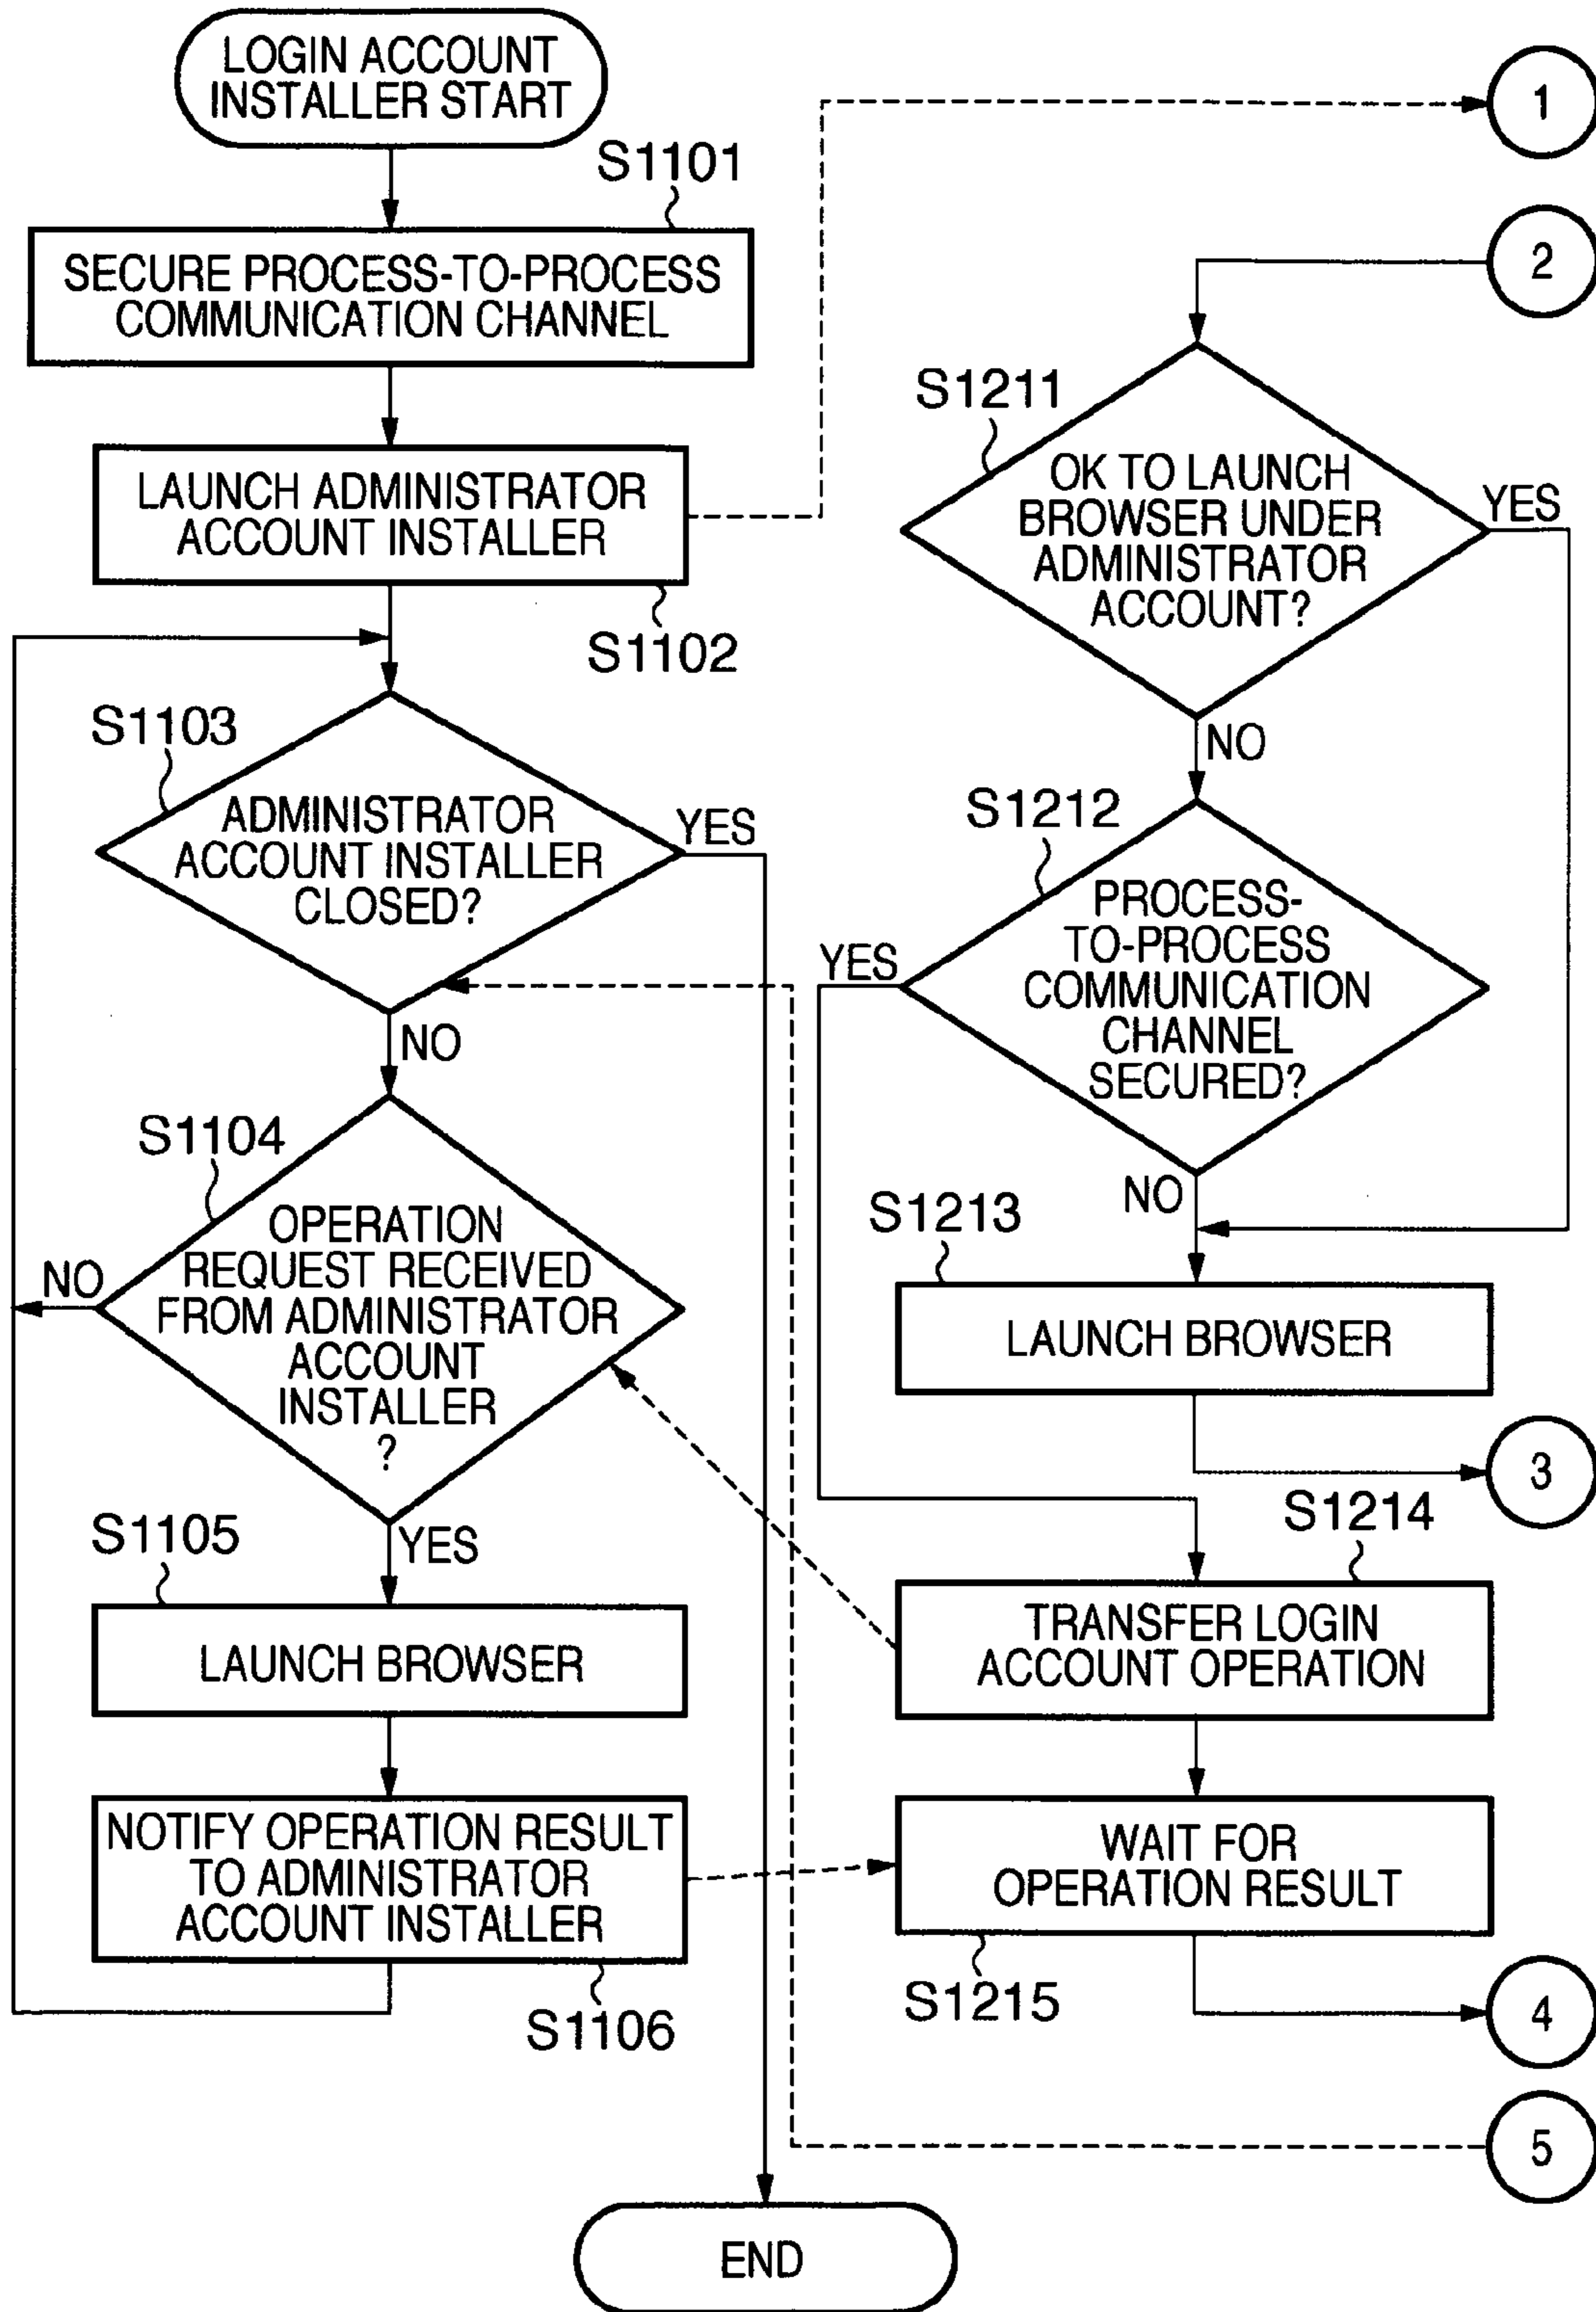 LOGIN ACCOUNT
INSTALLER START
S1101
SECURE PROCESS-TO-PROCESS
COMMUNICATION CHANNEL
LAUNCH ADMINISTRATOR
ACCOUNT INSTALLER
S1102
S1103
ADMINISTRATOR
ACCOUNT INSTALLER
CLOSED?
YES
NO
S1104
OPERATION
REQUEST RECEIVED
FROM ADMINISTRATOR
ACCOUNT
INSTALLER
?
NO
YES
S1105
LAUNCH BROWSER
NOTIFY OPERATION RESULT
TO ADMINISTRATOR
ACCOUNT INSTALLER
S1106
END
1
2
S1211
OK TO LAUNCH
BROWSER UNDER
ADMINISTRATOR
ACCOUNT?
YES
NO
S1212
PROCESS-
TO-PROCESS
COMMUNICATION
CHANNEL
SECURED?
YES
NO
S1213
LAUNCH BROWSER
3
S1214
TRANSFER LOGIN
ACCOUNT OPERATION
WAIT FOR
OPERATION RESULT
S1215
4
5